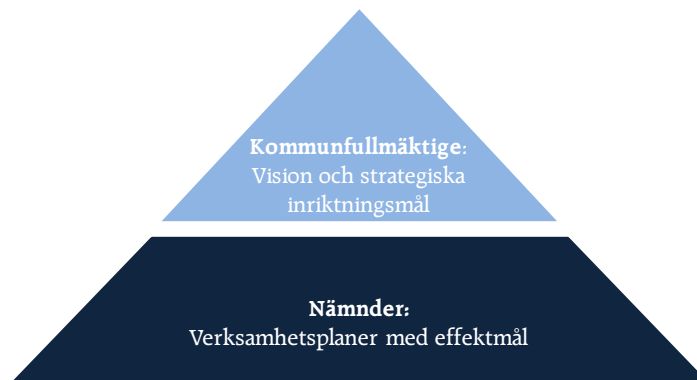 Kommunfullmäktige:
Vision och strategiska
inriktningsmål
Nämnder:
Verksamhetsplaner med effektmål